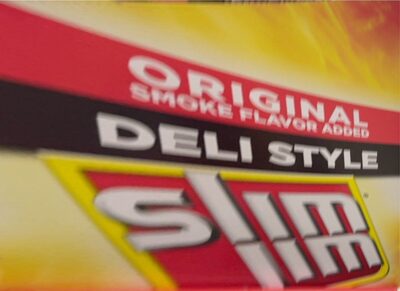 ORIGINAL
SMOKE FLAVOR ADDED
DELI STYLE
slim